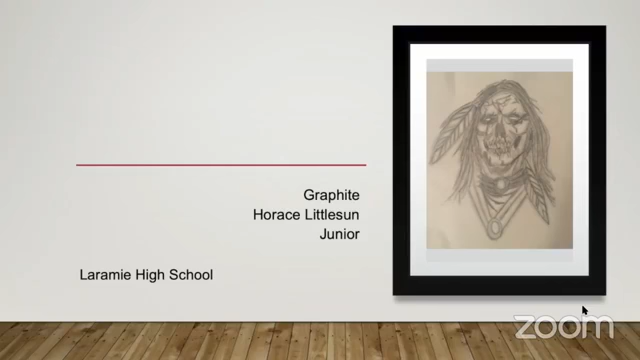 Graphite
Horace Littlesun
Junior
Laramie High School
zoom